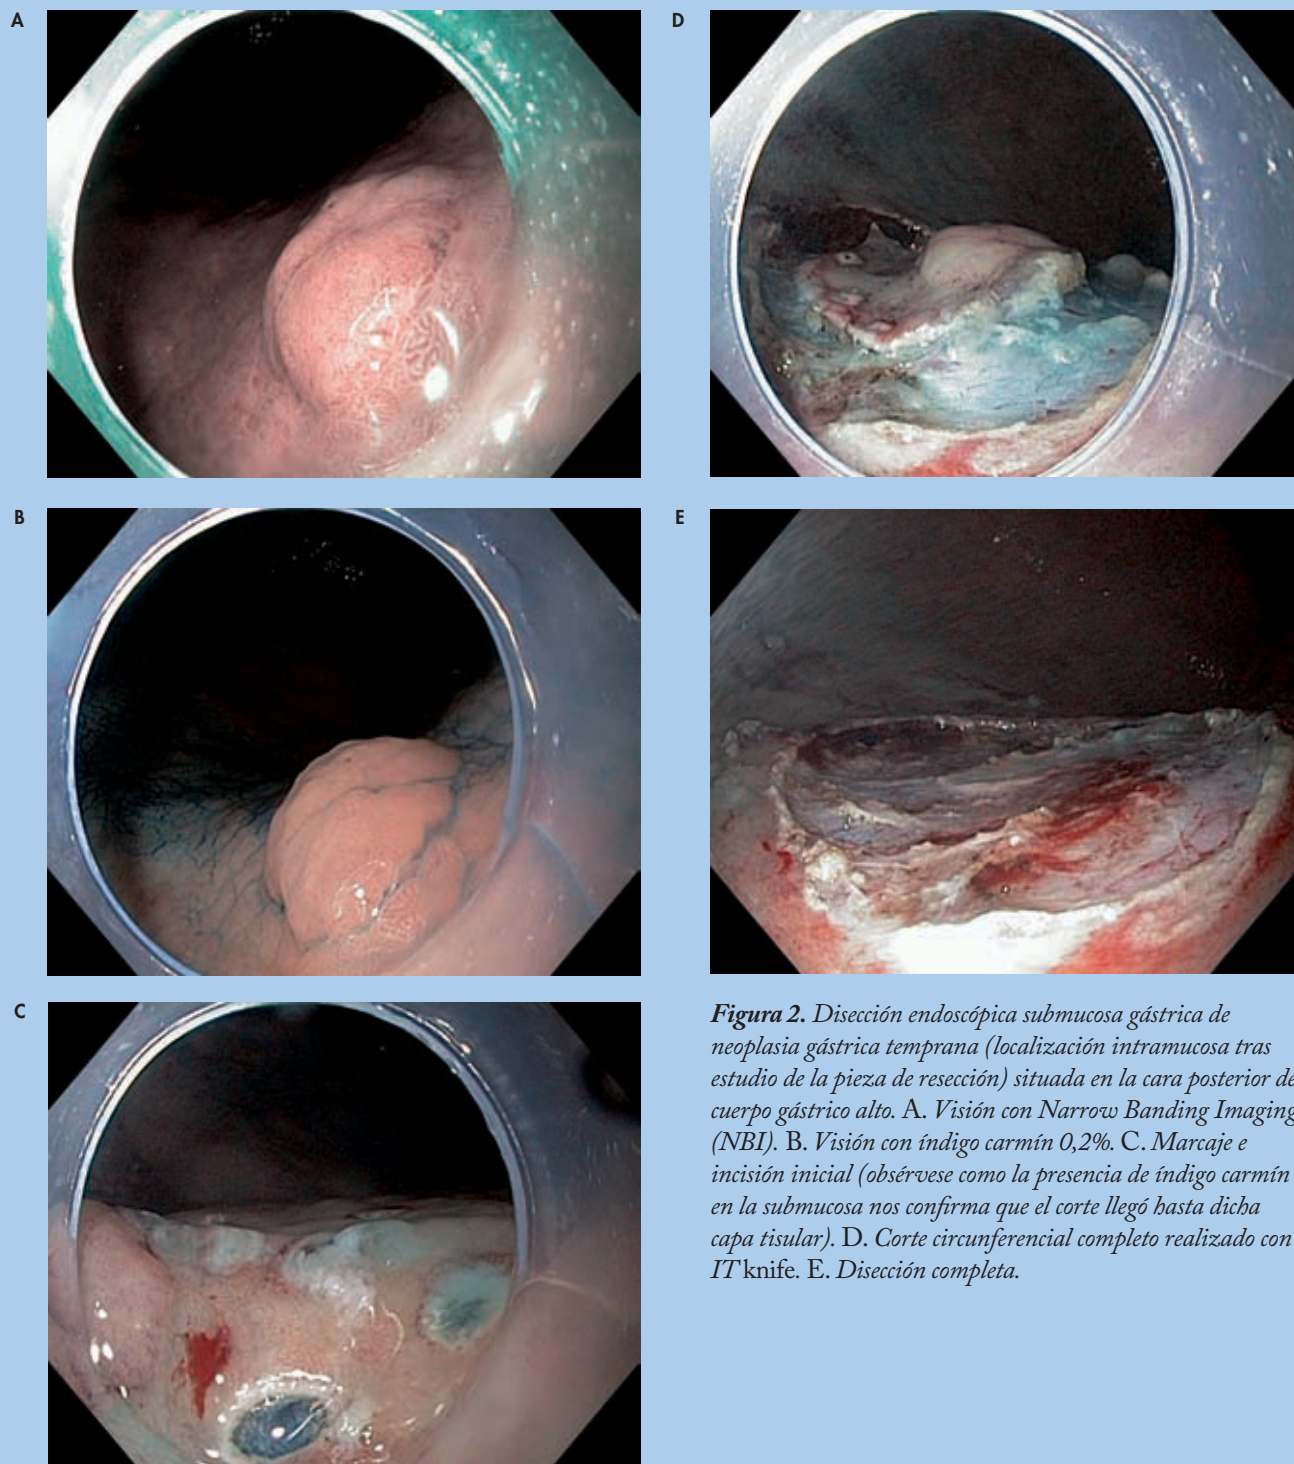 A
D
B
E
C
Figura 2. Disección endoscópica submucosa gástrica de
neoplasia gástrica temprana (localización intramucosa tras
estudio de la pieza de resección) situada en la cara posterior de
cuerpo gástrico alto. A. Visión con Narrow Banding Imaging
(NBI). B. Visión con índigo carmín 0,2%. C. Marcaje e
incisión inicial (obsérvese como la presencia de índigo carmín
en la submucosa nos confirma que el corte llegó hasta dicha
capa tisular). D. Corte circunferencial completo realizado con
IT knife. E. Disección completa.